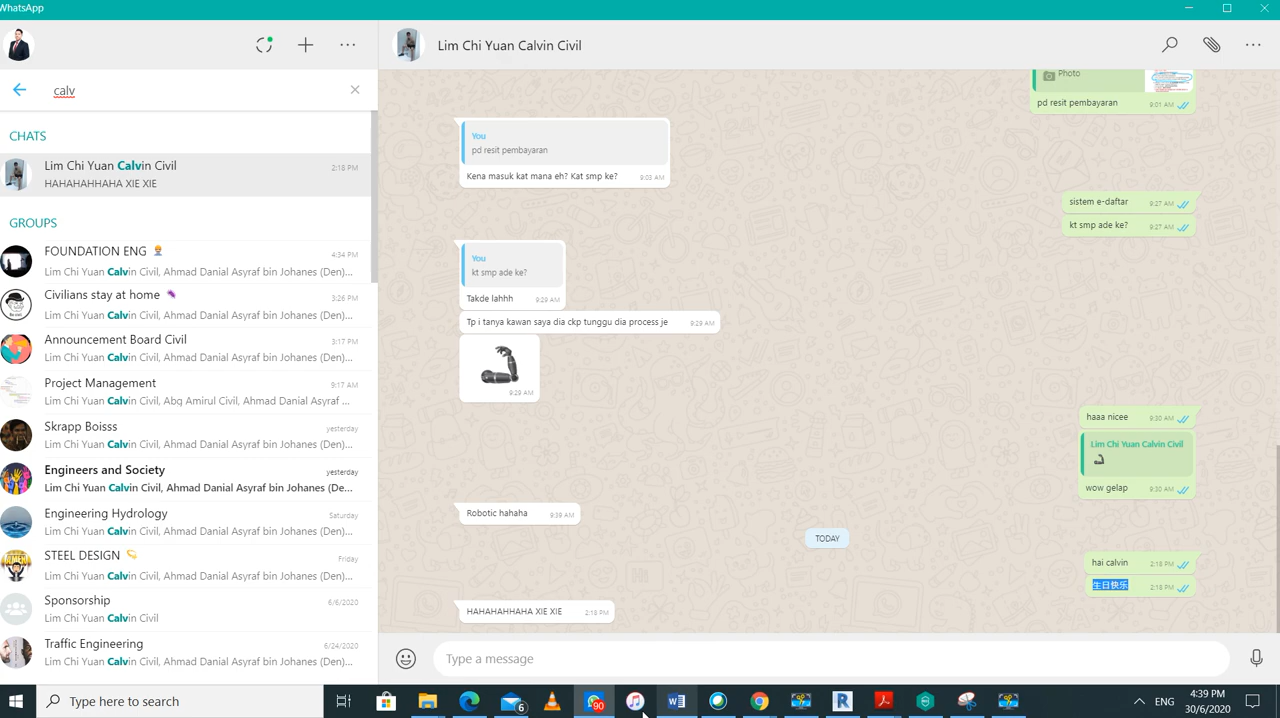 WhatsApp
calv
CHATS
Lim Chi Yuan Calvin Civil
2:18 PM
HAHAHAHHAHA XIE XIE
GROUPS
FOUNDATION ENG
4:34 PM
Lim Chi Yuan Calvin Civil, Ahmad Danial Asyraf bin Johanes (Den)...
Civilians stay at home
3:26 PM
Lim Chi Yuan Calvin Civil, Ahmad Danial Asyraf bin Johanes (Den)...
Announcement Board Civil
3:17 PM
Lim Chi Yuan Calvin Civil, Ahmad Danial Asyraf bin Johanes (Den)...
Project Management
9:17 AM
Lim Chi Yuan Calvin Civil, Abg Amirul Civil, Ahmad Danial Asyraf ...
Skrapp Boisss
yesterday
Lim Chi Yuan Calvin Civil, Ahmad Danial Asyraf bin Johanes (Den)...
Engineers and Society
yesterday
Lim Chi Yuan Calvin Civil, Ahmad Danial Asyraf bin Johanes (De...
Engineering Hydrology
Saturday
Lim Chi Yuan Calvin Civil, Ahmad Danial Asyraf bin Johanes (Den)...
STEEL DESIGN
Friday
Lim Chi Yuan Calvin Civil, Ahmad Danial Asyraf bin Johanes (Den)...
Sponsorship
6/6/2020
Lim Chi Yuan Calvin Civil
Traffic Engineering
6/24/2020
Lim Chi Yuan Calvin Civil, Ahmad Danial Asyraf bin Johanes (Den)...
Lim Chi Yuan Calvin Civil
Photo
pd resit pembayaran 9:01 AM
You
pd resit pembayaran
Kena masuk kat mana eh? Kat smp ke? 9:03 AM
sistem e-daftar 9:27 AM
kt smp ade ke? 9:27 AM
You
kt smp ade ke?
Takde lahhh 9:29 AM
Tp i tanya kawan saya dia ckp tunggu dia process je 9:29 AM
9:29 AM
haaa nicee 9:30 AM
Lim Chi Yuan Calvin Civil
wow gelap 9:30 AM
Robotic hahaha 9:39 AM
TODAY
hai calvin 2:18 PM
生日快乐 2:18 PM
HAHAHAHHAHA XIE XIE 2:18 PM
Type a message
Type here to search
6
90
ENG
4:39 PM
30/6/2020